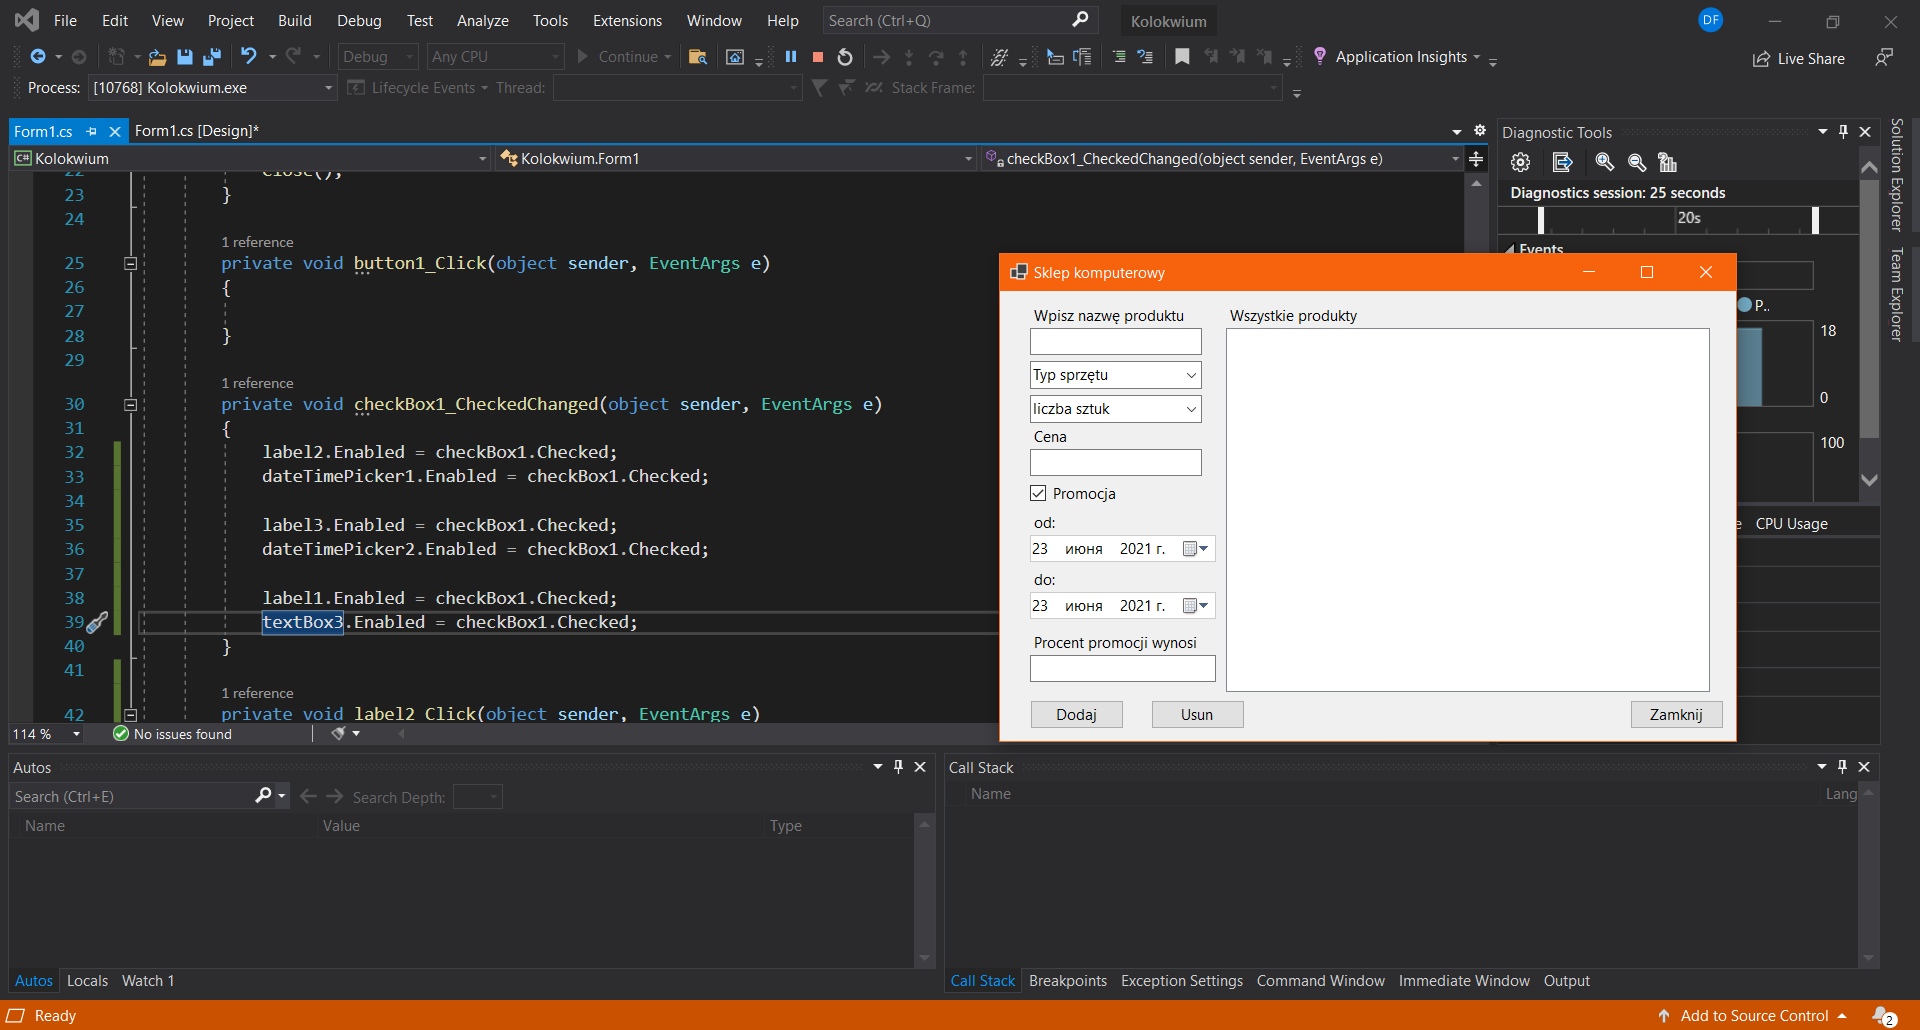 File Edit View Project Build Debug Test Analyze Tools Extensions Window Help Search (Ctrl+Q) Kolokwium DF
Debug Any CPU Continue Application Insights Live Share
Process: [10768] Kolokwium.exe Lifecycle Events Thread: Stack Frame:
Form1.cs Form1.cs [Design]*
C# Kolokwium Kolokwium.Form1 checkBox1_CheckedChanged(object sender, EventArgs e)
22 Close();
23 }
24
1 reference
25 private void button1_Click(object sender, EventArgs e)
26 {
27
28 }
29
1 reference
30 private void checkBox1_CheckedChanged(object sender, EventArgs e)
31 {
32 label2.Enabled = checkBox1.Checked;
33 dateTimePicker1.Enabled = checkBox1.Checked;
34
35 label3.Enabled = checkBox1.Checked;
36 dateTimePicker2.Enabled = checkBox1.Checked;
37
38 label1.Enabled = checkBox1.Checked;
39 textBox3.Enabled = checkBox1.Checked;
40 }
41
1 reference
42 private void label2_Click(object sender, EventArgs e)
114 % No issues found
Diagnostic Tools
Diagnostics session: 25 seconds
20s
Events
P..
18
0
100
CPU Usage
Solution Explorer
Team Explorer
Sklep komputerowy
Wpisz nazwę produktu
Typ sprzętu
liczba sztuk
Cena
Promocja
od:
23 июня 2021 г.
do:
23 июня 2021 г.
Procent promocji wynosi
Wszystkie produkty
Dodaj Usun Zamknij
Autos
Search (Ctrl+E) Search Depth:
Name Value Type
Autos Locals Watch 1
Call Stack
Name Lang
Call Stack Breakpoints Exception Settings Command Window Immediate Window Output
Ready Add to Source Control 2